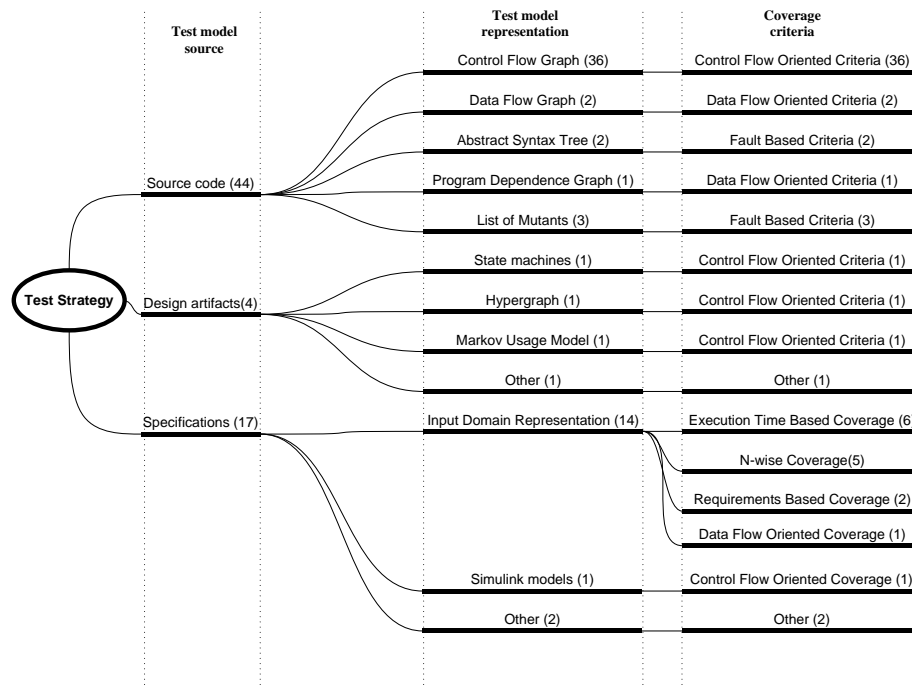 Test model
source
Test model
representation
Coverage
criteria
Control Flow Graph (36)
Control Flow Oriented Criteria (36)
Data Flow Graph (2)
Data Flow Oriented Criteria (2)
Abstract Syntax Tree (2)
Fault Based Criteria (2)
Source code (44)
Program Dependence Graph (1)
Data Flow Oriented Criteria (1)
List of Mutants (3)
Fault Based Criteria (3)
State machines (1)
Control Flow Oriented Criteria (1)
Test Strategy
Design artifacts(4)
Hypergraph (1)
Control Flow Oriented Criteria (1)
Markov Usage Model (1)
Control Flow Oriented Criteria (1)
Other (1)
Other (1)
Specifications (17)
Input Domain Representation (14)
Execution Time Based Coverage (6
N-wise Coverage(5)
Requirements Based Coverage (2)
Data Flow Oriented Coverage (1)
Simulink models (1)
Control Flow Oriented Coverage (1)
Other (2)
Other (2)